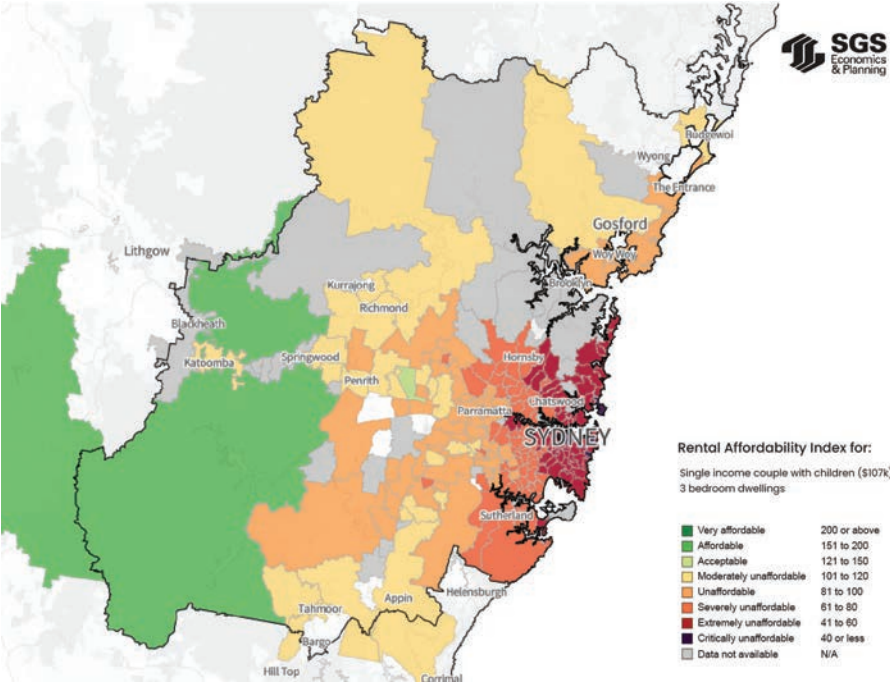 SGS
Economics
& Planning
Budgewoi
Wyong
The Entrance
Gosford
Lithgow
Woy Woy
Kurrajong
Brooklyn
Richmond
Blackheath
Katoomba
Springwood
Hornsby
Penrith
Chatswood
Parramatta
SYDNEY
Sutherland
Helensburgh
Appin
Tahmoor
Bargo
Hill Top
Corrimal
Rental Affordability Index for:
Single income couple with children ($107k)
3 bedroom dwellings
Very affordable 200 or above
Affordable 151 to 200
Acceptable 121 to 150
Moderately unaffordable 101 to 120
Unaffordable 81 to 100
Severely unaffordable 61 to 80
Extremely unaffordable 41 to 60
Critically unaffordable 40 or less
Data not available N/A